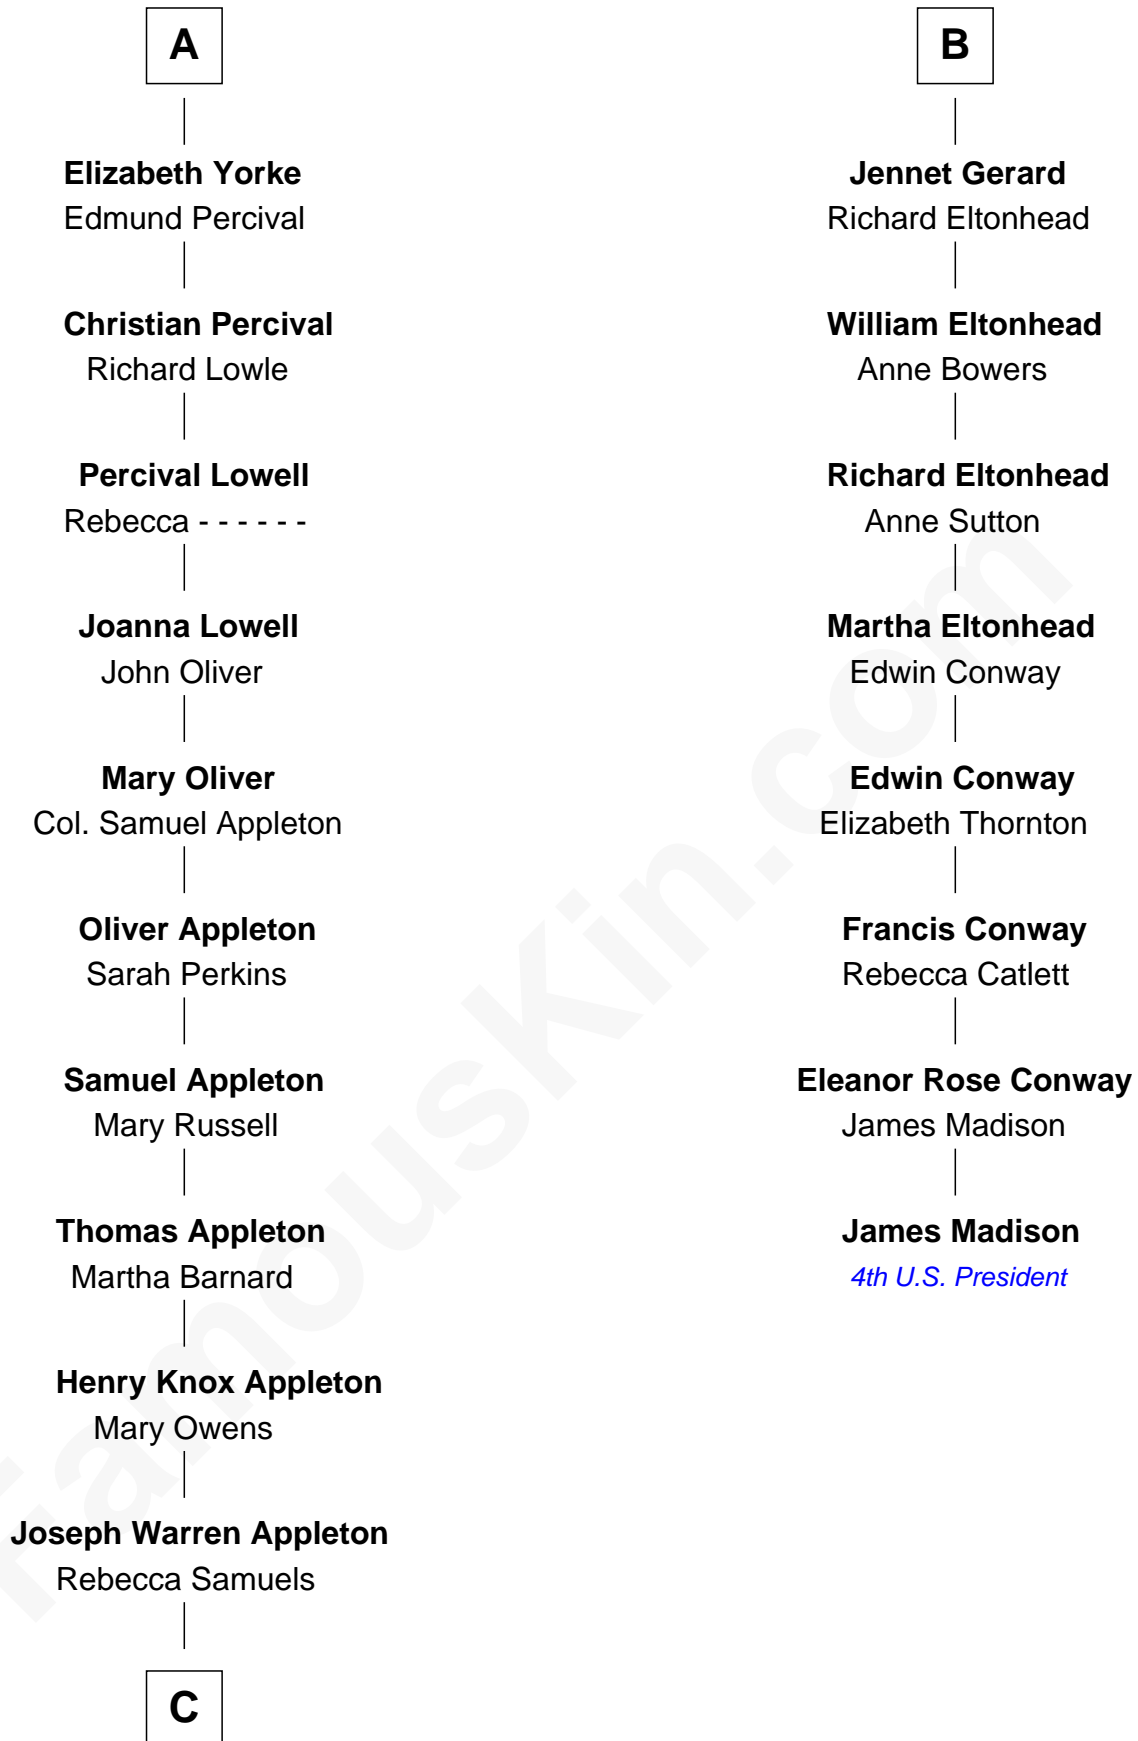 A
Elizabeth Yorke
Edmund Percival
Christian Percival
Richard Lowle
Percival Lowell
Rebecca - - - - - -
Joanna Lowell
John Oliver
Mary Oliver
Col. Samuel Appleton
Oliver Appleton
Sarah Perkins
Samuel Appleton
Mary Russell
Thomas Appleton
Martha Barnard
Henry Knox Appleton
Mary Owens
Joseph Warren Appleton
Rebecca Samuels
C
B
Jennet Gerard
Richard Eltonhead
William Eltonhead
Anne Bowers
Richard Eltonhead
Anne Sutton
Martha Eltonhead
Edwin Conway
Edwin Conway
Elizabeth Thornton
Francis Conway
Rebecca Catlett
Eleanor Rose Conway
James Madison
James Madison
4th U.S. President
FamousKin.com